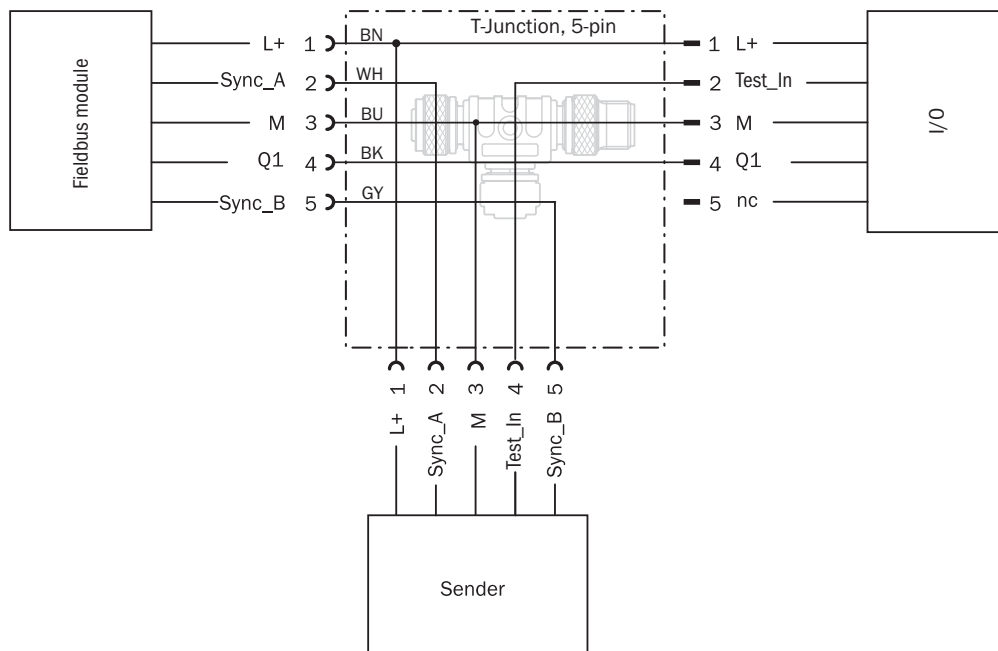 T-Junction, 5-pin
L+ 1 BN 1 L+
Sync_A 2 WH 2 Test_In
M 3 BU 3 M
Q1 4 BK 4 Q1
Sync_B 5 GY 5 nc
Fieldbus module
I/O
1 2 3 4 5
L+ Sync_A M Test_In Sync_B
Sender